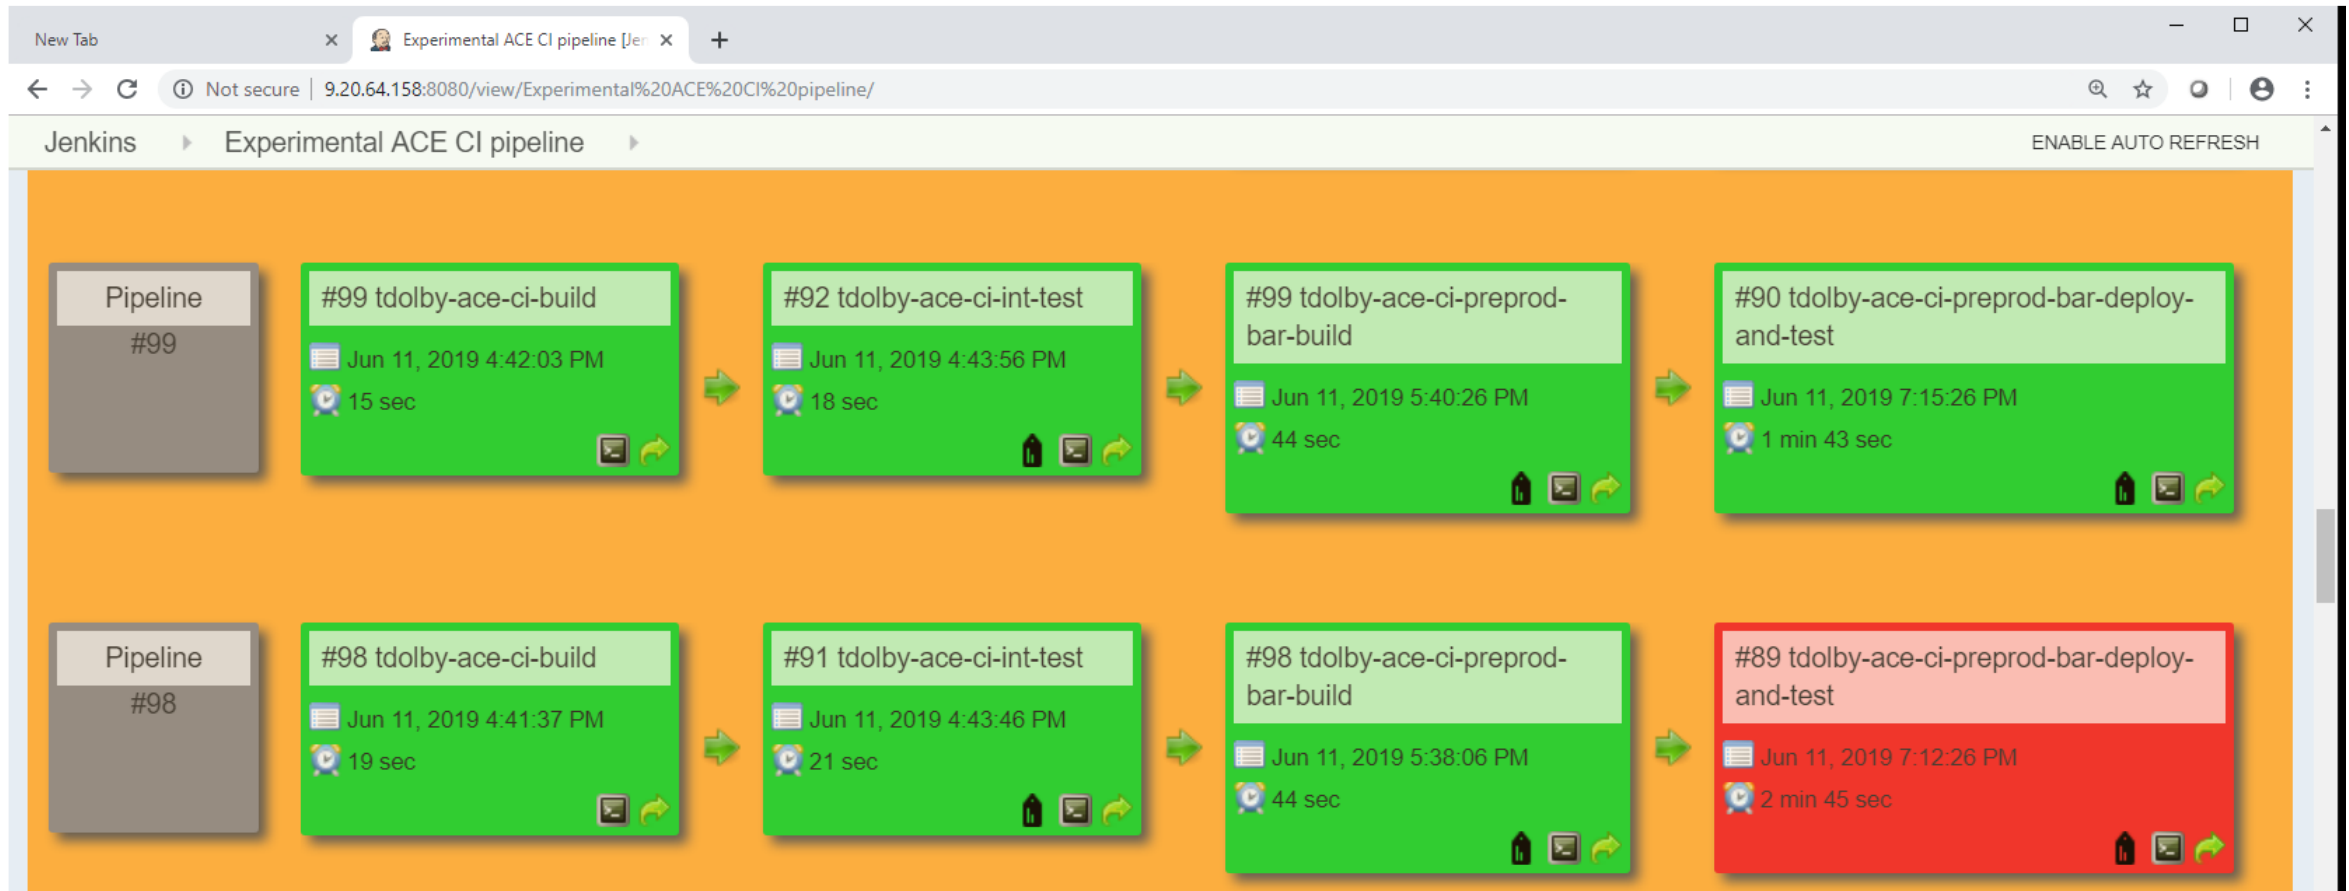 New Tab
Experimental ACE CI pipeline [Jen
Not secure | 9.20.64.158:8080/view/Experimental%20ACE%20CI%20pipeline/
Jenkins
Experimental ACE CI pipeline
ENABLE AUTO REFRESH
Pipeline
#99
#99 tdolby-ace-ci-build
Jun 11, 2019 4:42:03 PM
15 sec
#92 tdolby-ace-ci-int-test
Jun 11, 2019 4:43:56 PM
18 sec
#99 tdolby-ace-ci-preprod-
bar-build
Jun 11, 2019 5:40:26 PM
44 sec
#90 tdolby-ace-ci-preprod-bar-deploy-
and-test
Jun 11, 2019 7:15:26 PM
1 min 43 sec
Pipeline
#98
#98 tdolby-ace-ci-build
Jun 11, 2019 4:41:37 PM
19 sec
#91 tdolby-ace-ci-int-test
Jun 11, 2019 4:43:46 PM
21 sec
#98 tdolby-ace-ci-preprod-
bar-build
Jun 11, 2019 5:38:06 PM
44 sec
#89 tdolby-ace-ci-preprod-bar-deploy-
and-test
Jun 11, 2019 7:12:26 PM
2 min 45 sec